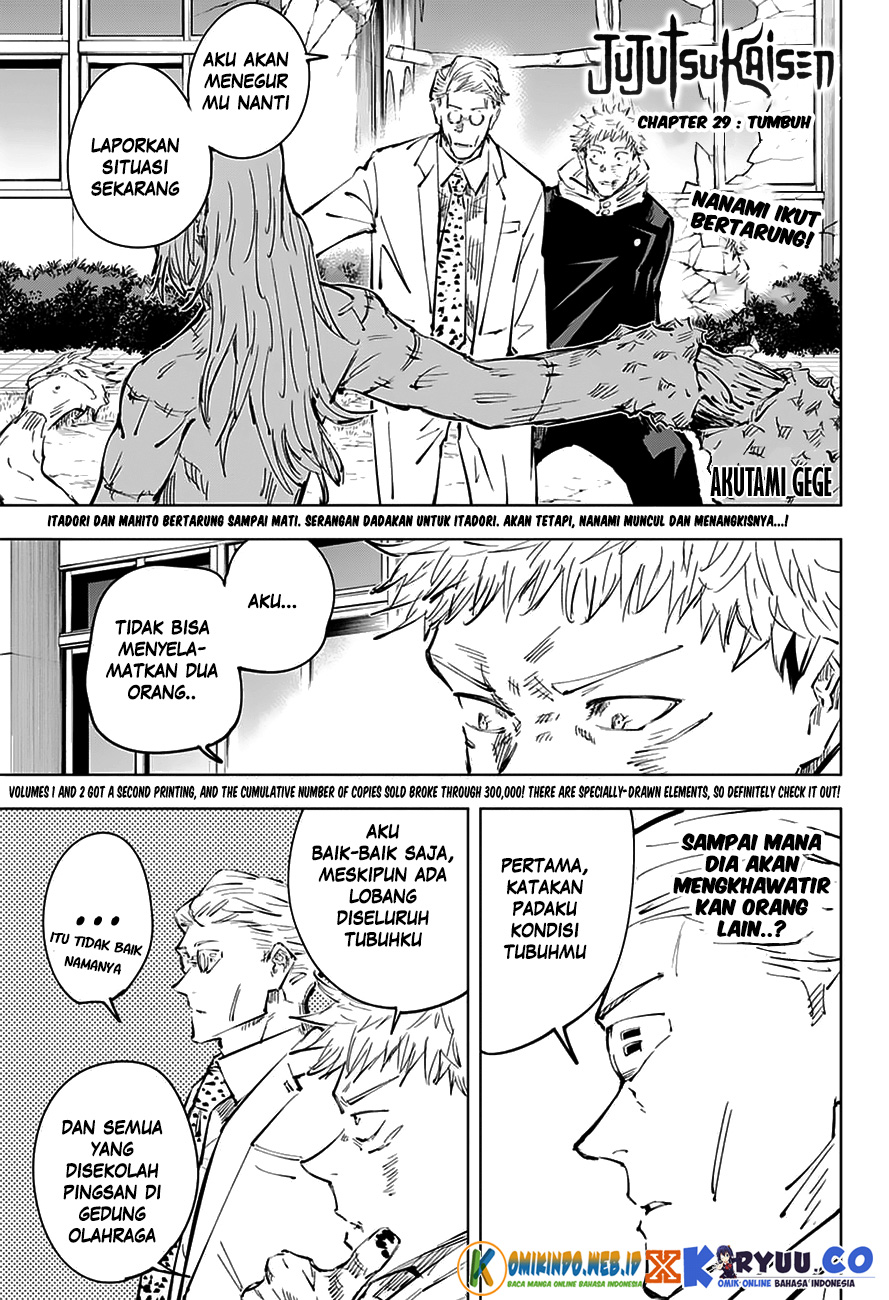 JUJUTSU KAISEN
CHAPTER 29 : TUMBUH
NANAMI IKUT
BERTARUNG!
AKU AKAN
MENEGUR
MU NANTI
LAPORKAN
SITUASI
SEKARANG
AKUTAMI GEGE
ITADORI DAN MAHITO BERTARUNG SAMPAI MATI. SERANGAN DADAKAN UNTUK ITADORI. AKAN TETAPI, NANAMI MUNCUL DAN MENANGKISNYA...!
AKU...
TIDAK BISA
MENYELA-
MATKAN DUA
ORANG..
VOLUMES 1 AND 2 GOT A SECOND PRINTING, AND THE CUMULATIVE NUMBER OF COPIES SOLD BROKE THROUGH 300,000! THERE ARE SPECIALLY-DRAWN ELEMENTS, SO DEFINITELY CHECK IT OUT!
SAMPAI MANA
DIA AKAN
MENGKHAWATIR
KAN ORANG
LAIN..?
PERTAMA,
KATAKAN
PADAKU
KONDISI
TUBUHMU
AKU
BAIK-BAIK SAJA,
MESKIPUN ADA
LOBANG
DISELURUH
TUBUHKU
...
ITU TIDAK BAIK
NAMANYA
DAN SEMUA
YANG
DISEKOLAH
PINGSAN DI
GEDUNG
OLAHRAGA
KOMIKINDO.WEB.ID X KIRYUU.CO
BACA MANGA ONLINE BAHASA INDONESIA
OMIK ONLINE BAHASA INDONESIA